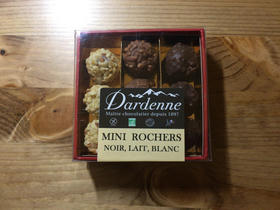 Dardenne
Maître chocolatier depuis 1897
MINI ROCHERS
NOIR, LAIT, BLANC